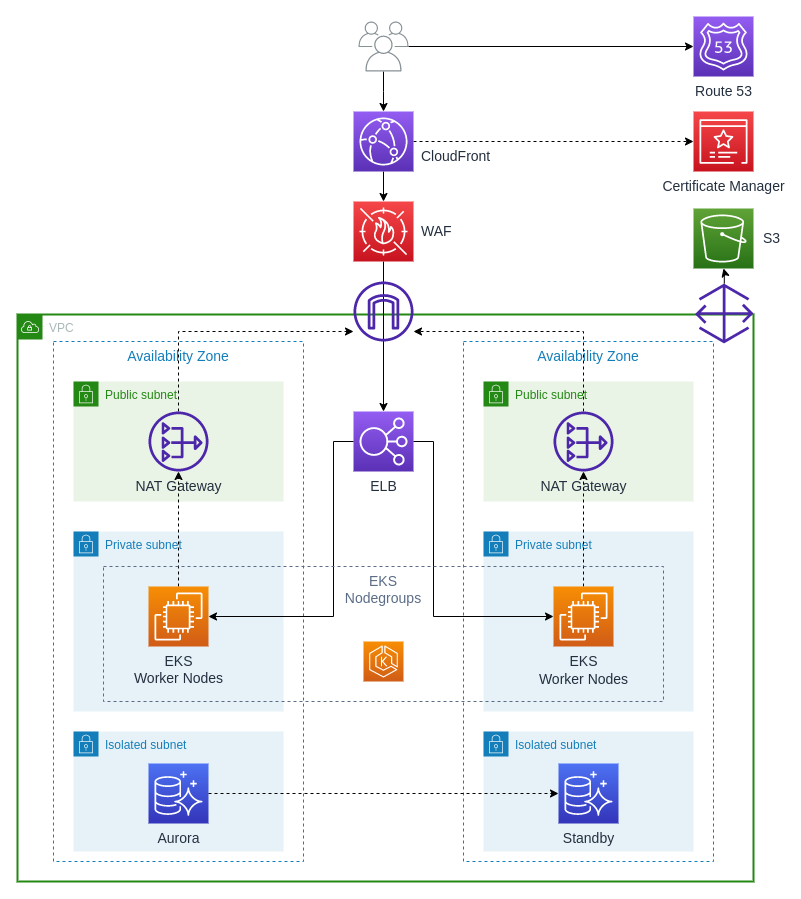 53
Route 53
CloudFront
Certificate Manager
WAF
S3
VPC
Availability Zone
Availability Zone
Public subnet
Public subnet
NAT Gateway
ELB
NAT Gateway
Private subnet
Private subnet
EKS
Nodegroups
K
EKS
Worker Nodes
EKS
Worker Nodes
Isolated subnet
Isolated subnet
Aurora
Standby